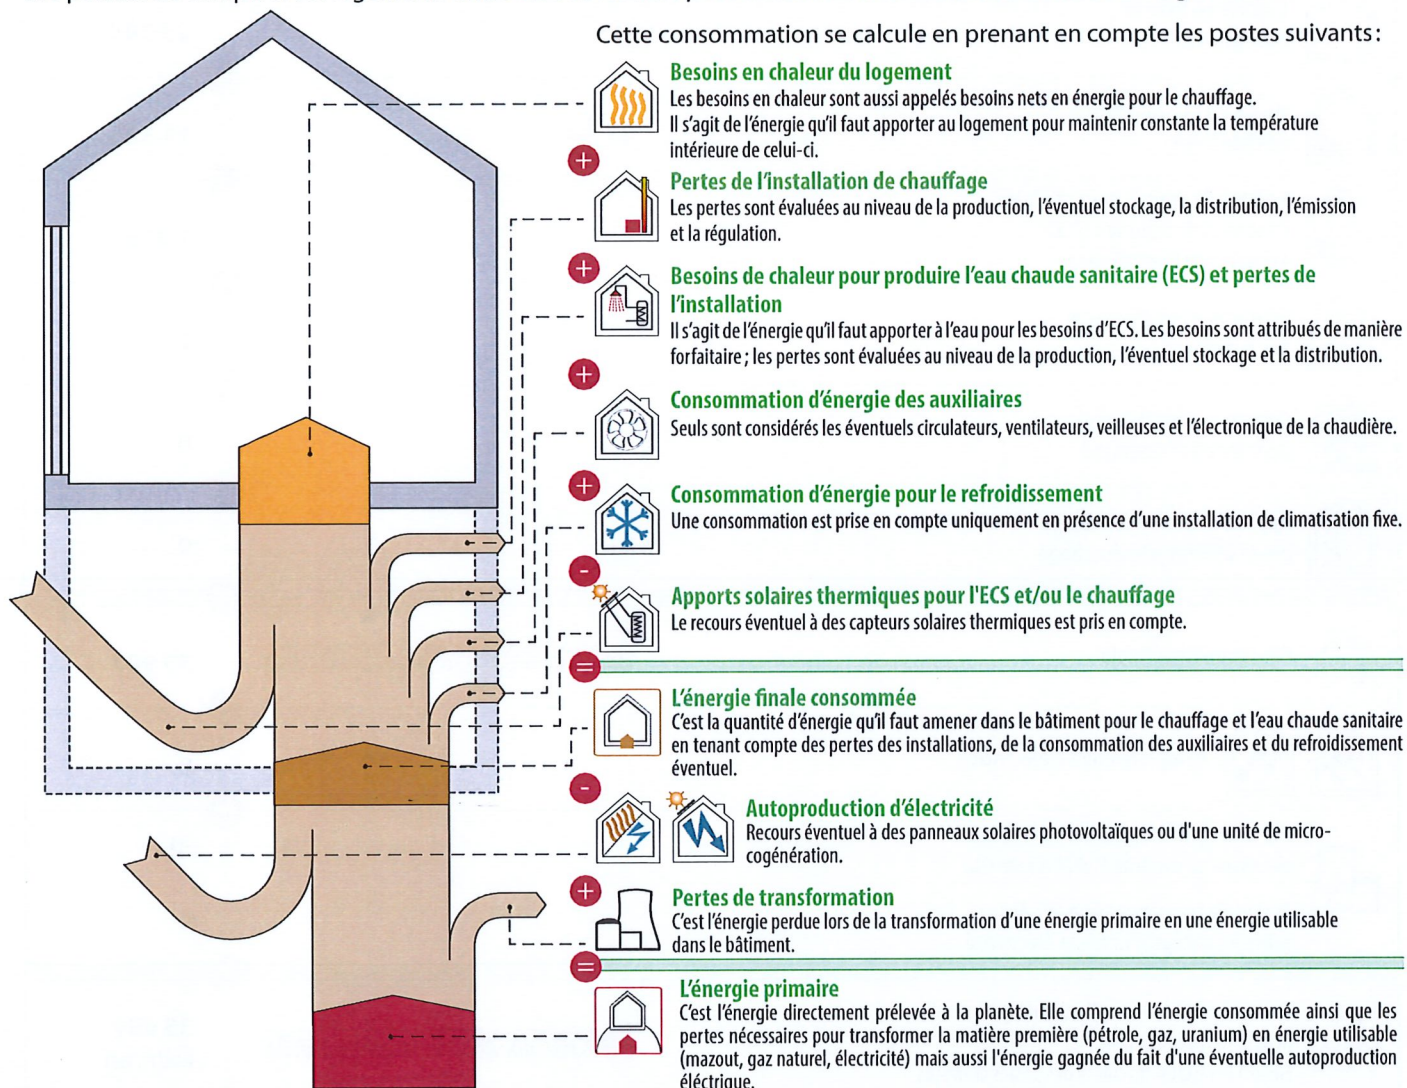 Cette consommation se calcule en prenant en compte les postes suivants :
Besoins en chaleur du logement
Les besoins en chaleur sont aussi appelés besoins nets en énergie pour le chauffage.
Il s'agit de l'énergie qu'il faut apporter au logement pour maintenir constante la température
intérieure de celui-ci.
+
Pertes de l'installation de chauffage
Les pertes sont évaluées au niveau de la production, l'éventuel stockage, la distribution, l'émission
et la régulation.
+
Besoins de chaleur pour produire l'eau chaude sanitaire (ECS) et pertes de
l'installation
Il s'agit de l'énergie qu'il faut apporter à l'eau pour les besoins d'ECS. Les besoins sont attribués de manière
forfaitaire ; les pertes sont évaluées au niveau de la production, l'éventuel stockage et la distribution.
+
Consommation d'énergie des auxiliaires
Seuls sont considérés les éventuels circulateurs, ventilateurs, veilleuses et l'électronique de la chaudière.
+
Consommation d'énergie pour le refroidissement
Une consommation est prise en compte uniquement en présence d'une installation de climatisation fixe.
-
Apports solaires thermiques pour l'ECS et/ou le chauffage
Le recours éventuel à des capteurs solaires thermiques est pris en compte.
=
L'énergie finale consommée
C'est la quantité d'énergie qu'il faut amener dans le bâtiment pour le chauffage et l'eau chaude sanitaire
en tenant compte des pertes des installations, de la consommation des auxiliaires et du refroidissement
éventuel.
-
Autoproduction d'électricité
Recours éventuel à des panneaux solaires photovoltaïques ou d'une unité de micro-
cogénération.
+
Pertes de transformation
C'est l'énergie perdue lors de la transformation d'une énergie primaire en une énergie utilisable
dans le bâtiment.
=
L'énergie primaire
C'est l'énergie directement prélevée à la planète. Elle comprend l'énergie consommée ainsi que les
pertes nécessaires pour transformer la matière première (pétrole, gaz, uranium) en énergie utilisable
(mazout, gaz naturel, électricité) mais aussi l'énergie gagnée du fait d'une éventuelle autoproduction
éléctrique.